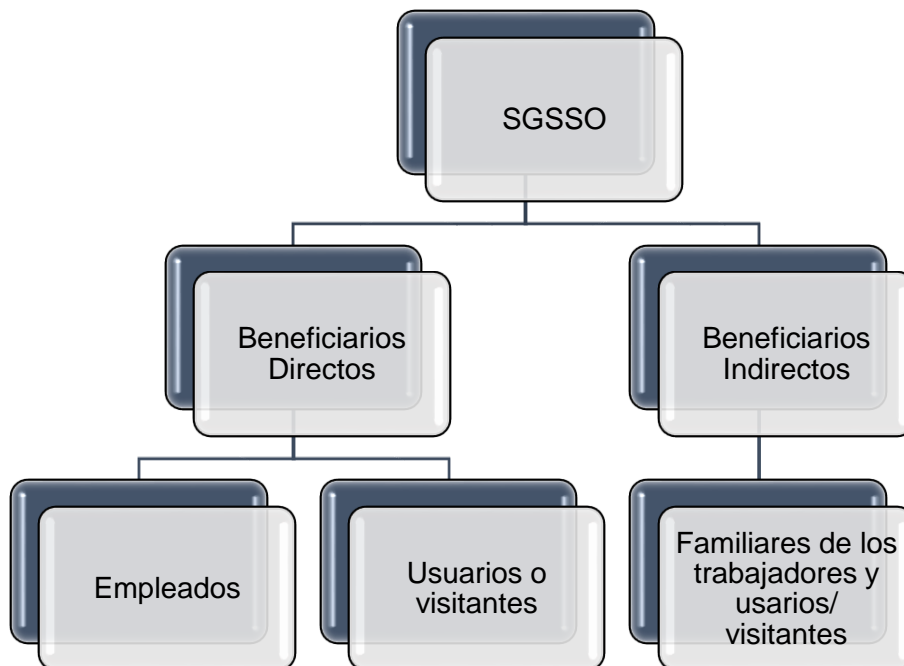 SGSSO
Beneficiarios
Directos
Beneficiarios
Indirectos
Empleados
Usuarios o
visitantes
Familiares de los
trabajadores y
usarios/
visitantes